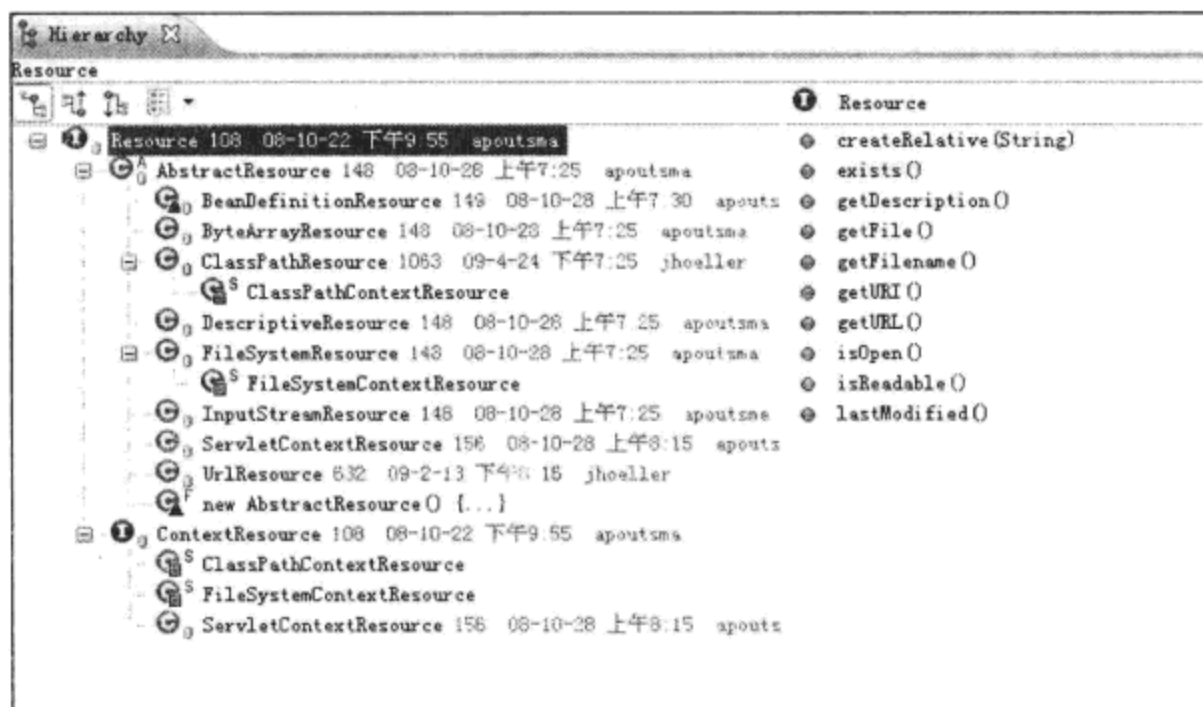 Hierarchy
Resource
Resource 108 08-10-22 下午9:55 apoutsma
AbstractResource 148 08-10-28 上午7:25 apoutsma
BeanDefinitionResource 149 08-10-28 上午7:30 apouts
ByteArrayResource 148 08-10-28 上午7:25 apoutsma
ClassPathResource 1063 09-4-24 下午7:25 jhoeller
ClassPathContextResource
DescriptiveResource 148 08-10-28 上午7:25 apoutsma
FileSystemResource 148 08-10-28 上午7:25 apoutsma
FileSystemContextResource
InputStreamResource 148 08-10-28 上午7:25 apoutsma
ServletContextResource 156 08-10-28 上午8:15 apouts
UrlResource 632 09-2-13 jhoeller
new AbstractResource() {...}
ContextResource 108 08-10-22 下午9:55 apoutsma
ClassPathContextResource
FileSystemContextResource
ServletContextResource 156 08-10-28 上午8:15 apouts
Resource
createRelative(String)
exists()
getDescription()
getFile()
getFilename()
getURI()
getURL()
isOpen()
isReadable()
lastModified()